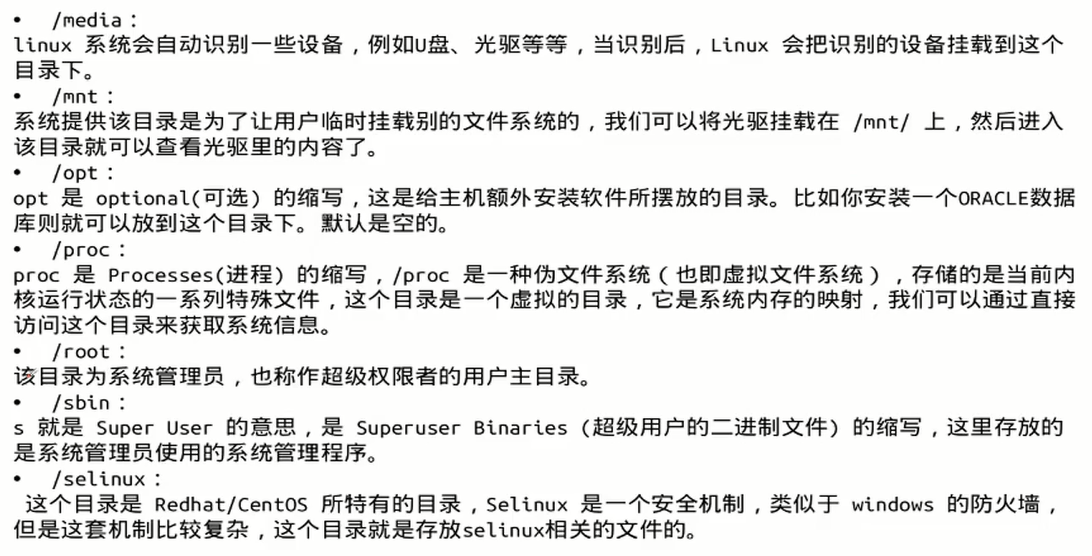 • /media：
linux 系统会自动识别一些设备，例如U盘、光驱等等，当识别后，Linux 会把识别的设备挂载到这个
目录下。
• /mnt：
系统提供该目录是为了让用户临时挂载别的文件系统的，我们可以将光驱挂载在 /mnt/ 上，然后进入
该目录就可以查看光驱里的内容了。
• /opt：
opt 是 optional(可选) 的缩写，这是给主机额外安装软件所摆放的目录。比如你安装一个ORACLE数据
库则就可以放到这个目录下。默认是空的。
• /proc：
proc 是 Processes(进程) 的缩写，/proc 是一种伪文件系统（也即虚拟文件系统），存储的是当前内
核运行状态的一系列特殊文件，这个目录是一个虚拟的目录，它是系统内存的映射，我们可以通过直接
访问这个目录来获取系统信息。
• /root：
该目录为系统管理员，也称作超级权限者的用户主目录。
• /sbin：
s 就是 Super User 的意思，是 Superuser Binaries (超级用户的二进制文件) 的缩写，这里存放的
是系统管理员使用的系统管理程序。
• /selinux：
这个目录是 Redhat/CentOS 所特有的目录，Selinux 是一个安全机制，类似于 windows 的防火墙，
但是这套机制比较复杂，这个目录就是存放selinux相关的文件的。